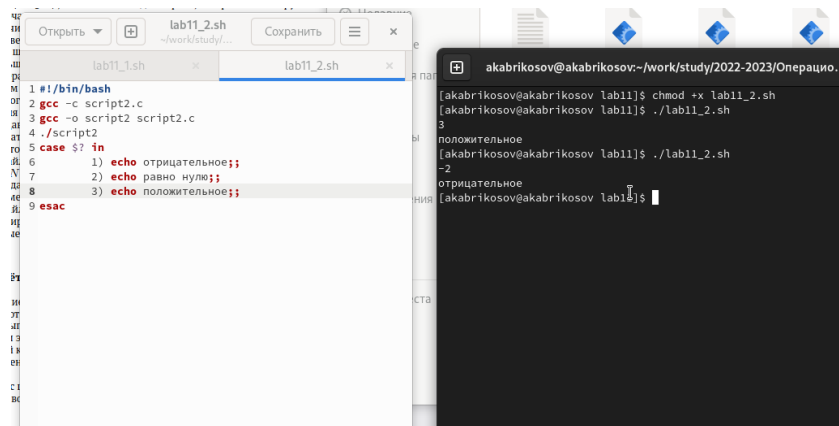 Открыть
lab11_2.sh
~/work/study/...
Сохранить
lab11_1.sh
lab11_2.sh
1 #!/bin/bash
2 gcc -c script2.c
3 gcc -o script2 script2.c
4 ./script2
5 case $? in
6 1) echo отрицательное;;
7 2) echo равно нулю;;
8 3) echo положительное;;
9 esac
akabrikosov@akabrikosov:~/work/study/2022-2023/Операцио.
[akabrikosov@akabrikosov lab11]$ chmod +x lab11_2.sh
[akabrikosov@akabrikosov lab11]$ ./lab11_2.sh
3
положительное
[akabrikosov@akabrikosov lab11]$ ./lab11_2.sh
-2
отрицательное
[akabrikosov@akabrikosov lab11]$